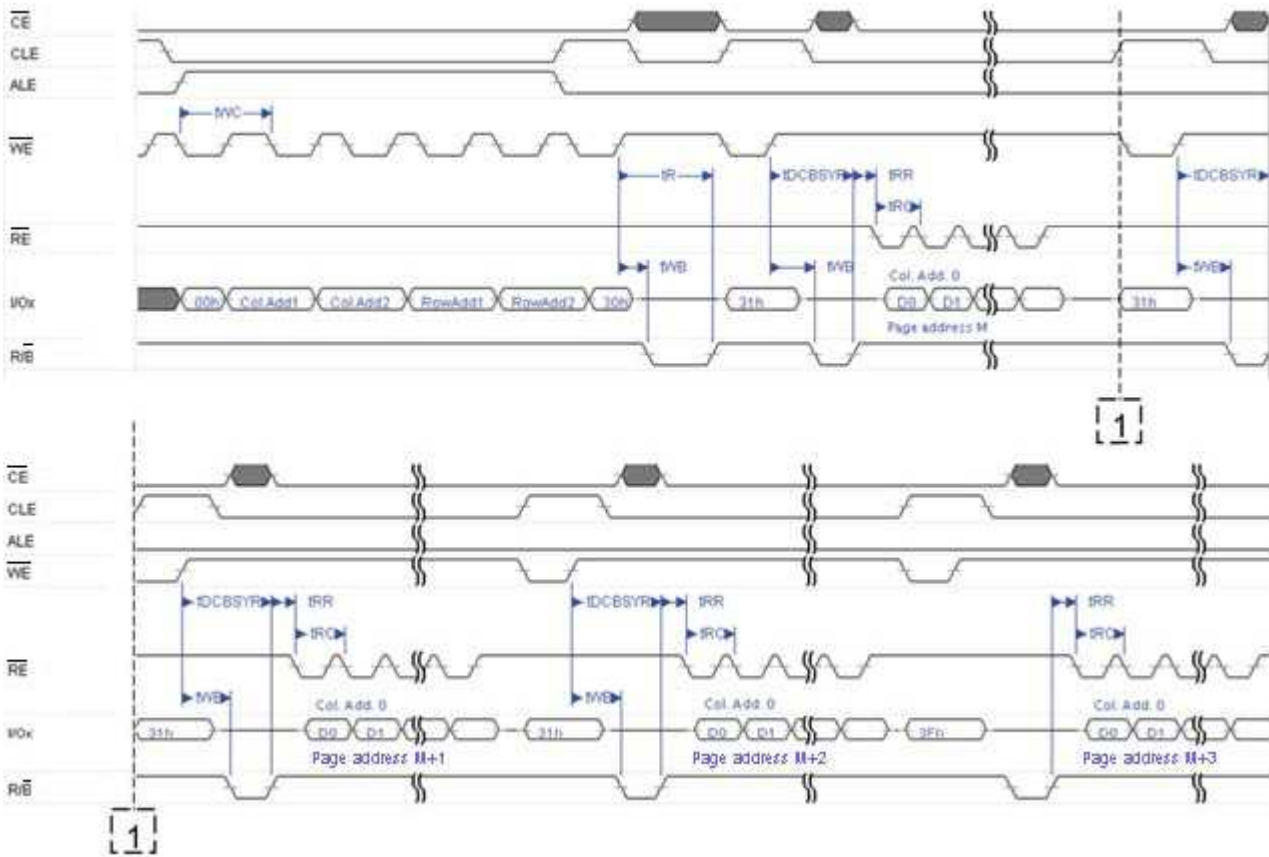 CE
CLE
ALE
tWC
WE
tR tDCBSYR tRR tDCBSYR
tRC
RE
tWB tWB Col. Add. 0 tWB
I/Ox 00h Col.Add1 Col.Add2 RowAdd1 RowAdd2 30h 31h D0 D1 31h
Page address M
R/B
1
CE
CLE
ALE
WE
tDCBSYR tRR tDCBSYR tRR tRR
tRC tRC tRC
RE
tWB Col. Add. 0 tWB Col. Add. 0 Col. Add. 0
I/Ox 31h D0 D1 31h D0 D1 3Fh D0 D1
Page address M+1 Page address M+2 Page address M+3
R/B
1